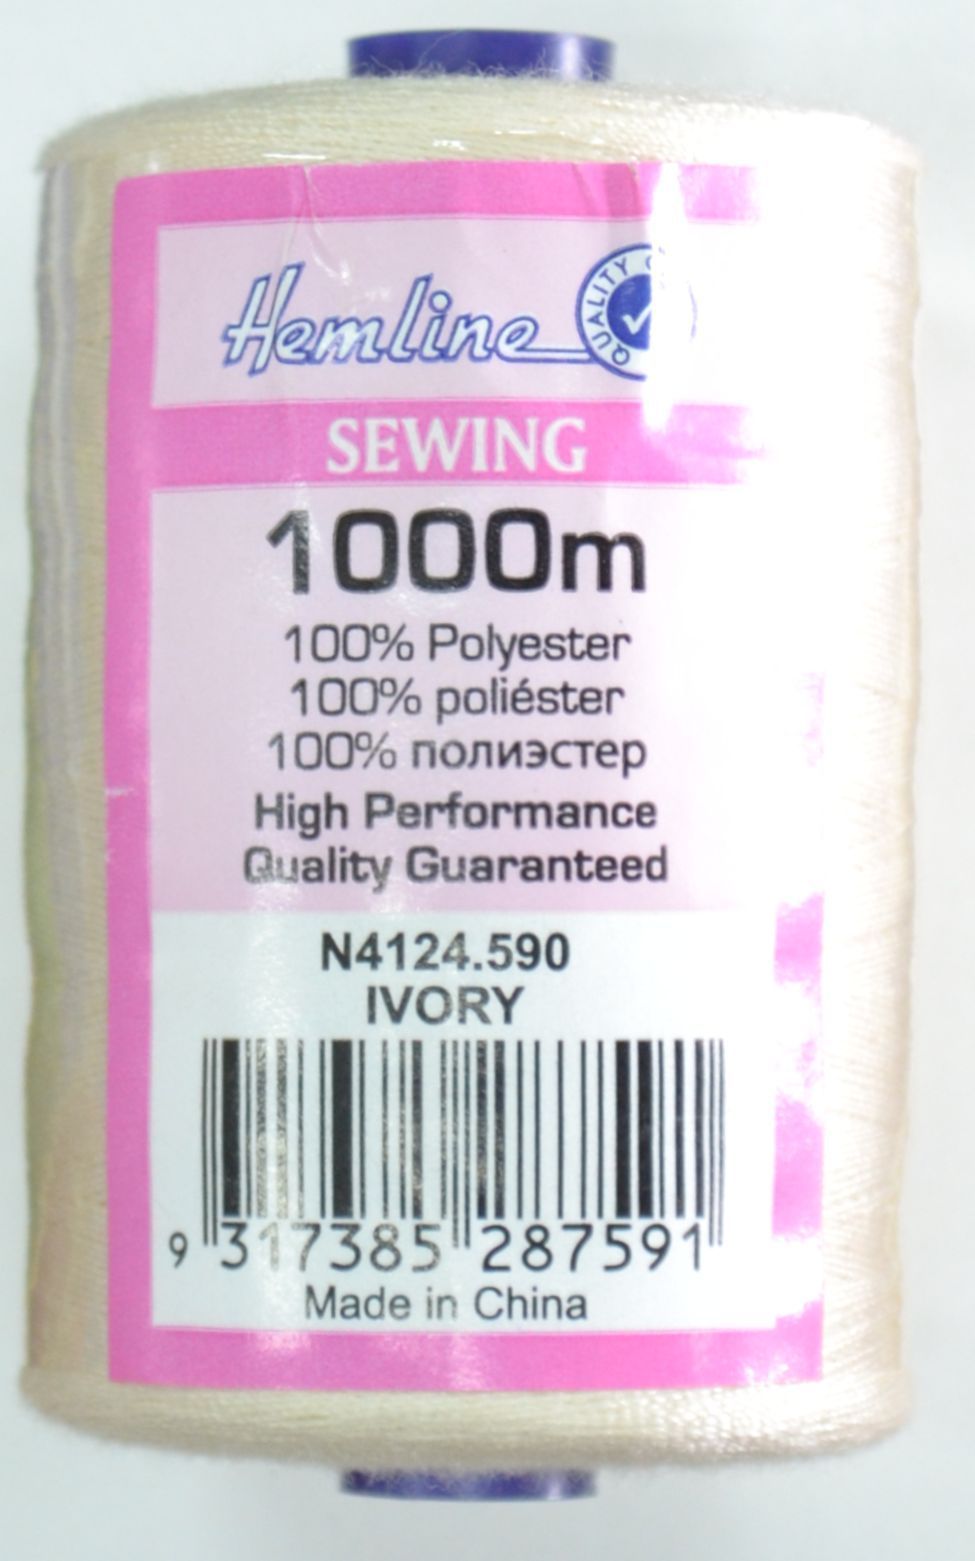 Hemline
QUALITY
SEWING
1000m
100% Polyester
100% poliéster
100% полиэстер
High Performance
Quality Guaranteed
N4124.590
IVORY
9 317385 287591
Made in China